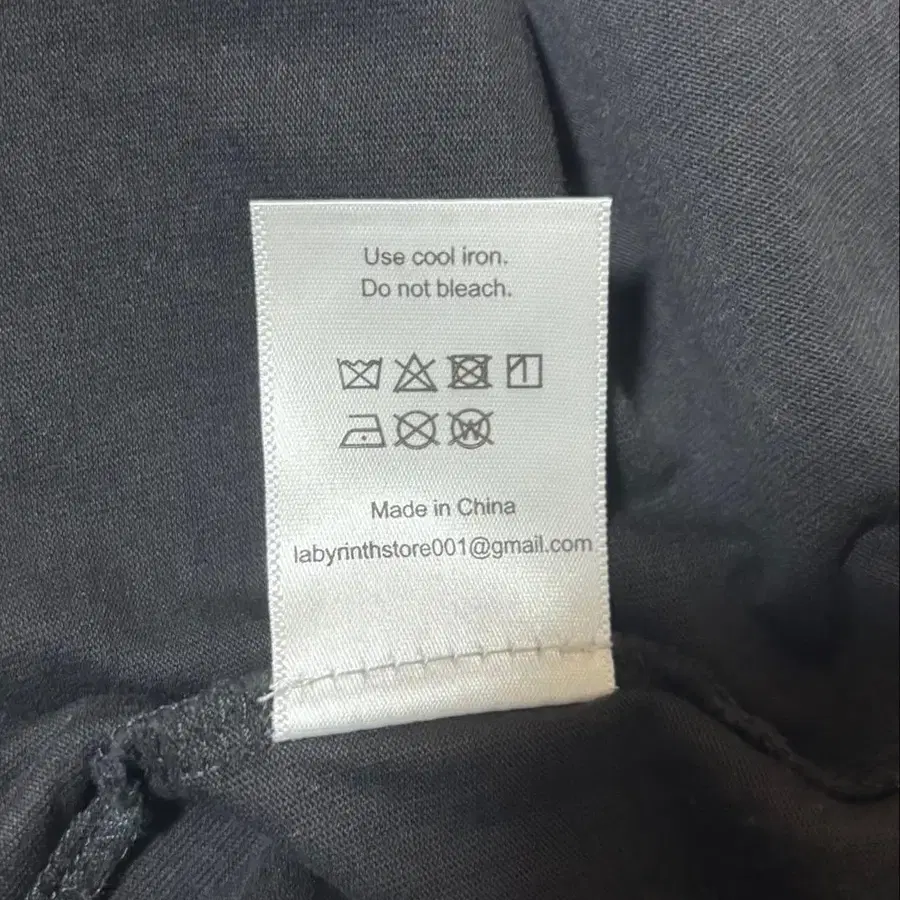 Use cool iron.
Do not bleach.
W
Made in China
labyrinthstore001@gmail.com